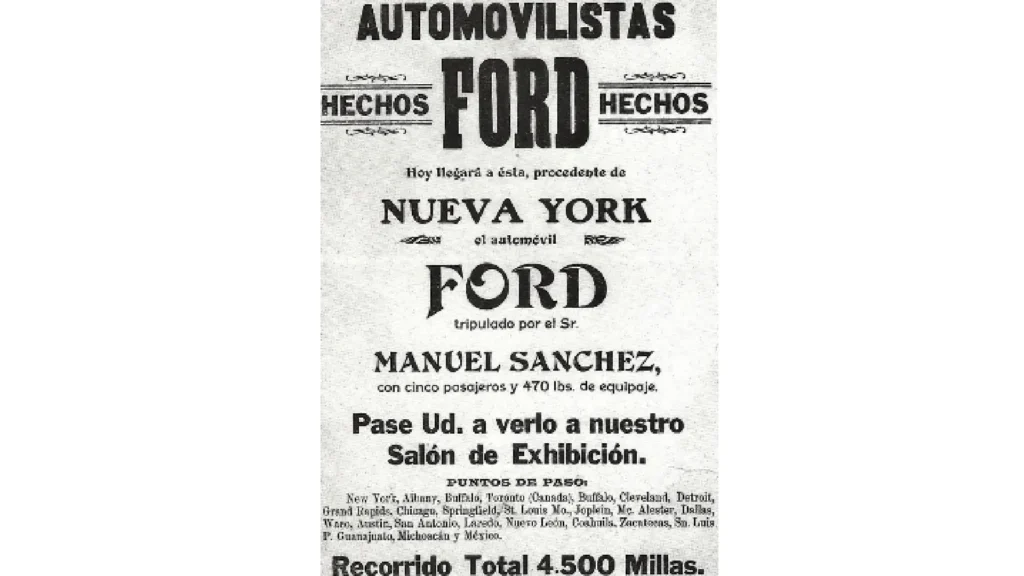 AUTOMOVILISTAS
HECHOS FORD HECHOS
Hoy llegará a ésta, procedente de
NUEVA YORK
el automóvil
FORD
tripulado por el Sr.
MANUEL SANCHEZ,
con cinco pasajeros y 470 lbs. de equipaje.
Pase Ud. a verlo a nuestro
Salón de Exhibición.
PUNTOS DE PASO:
New York, Albany, Buffalo, Toronto (Canada), Buffalo, Cleveland, Detroit,
Grand Rapids, Chicago, Springfield, St. Louis Mo., Joplein, Mc. Alester, Dallas,
Waco, Austin, San Antonio, Laredo, Nuevo León, Coahuila, Zacatecas, Sn. Luis
P. Guanajuato, Michoacán y México.
Recorrido Total 4.500 Millas.